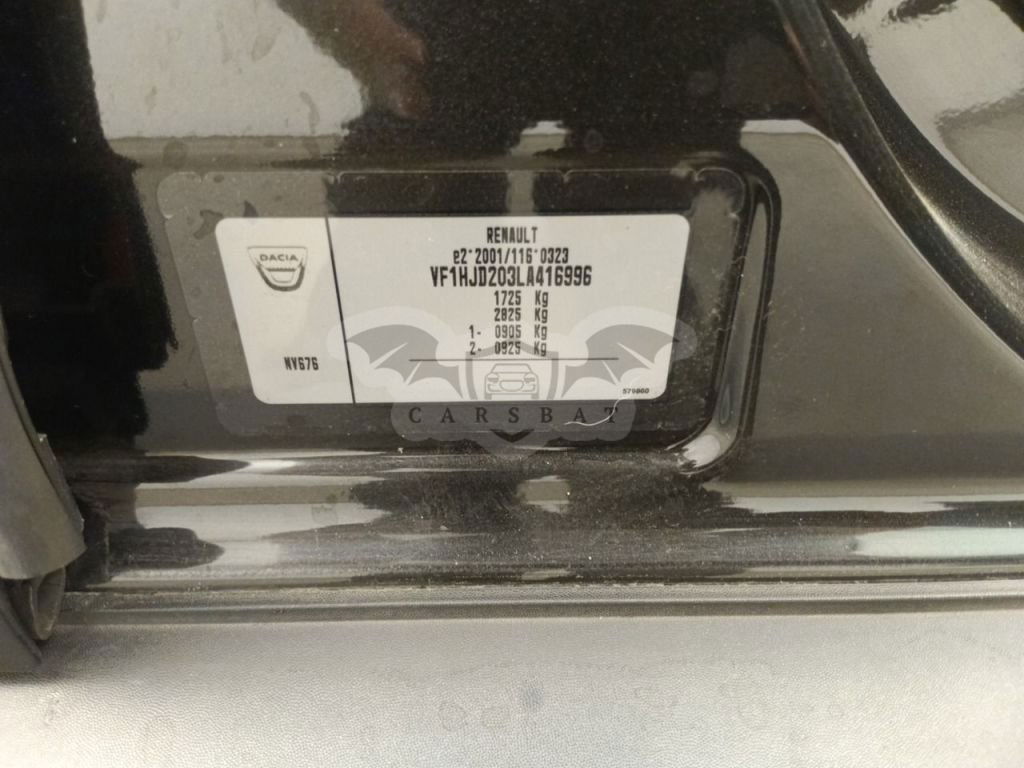 DACIA
NV676
RENAULT
e2*2001/116*0323
VF1HJD203LA416996
1725 Kg
2825 Kg
1- 0905 Kg
2- 0925 Kg
579860
CARSBAT